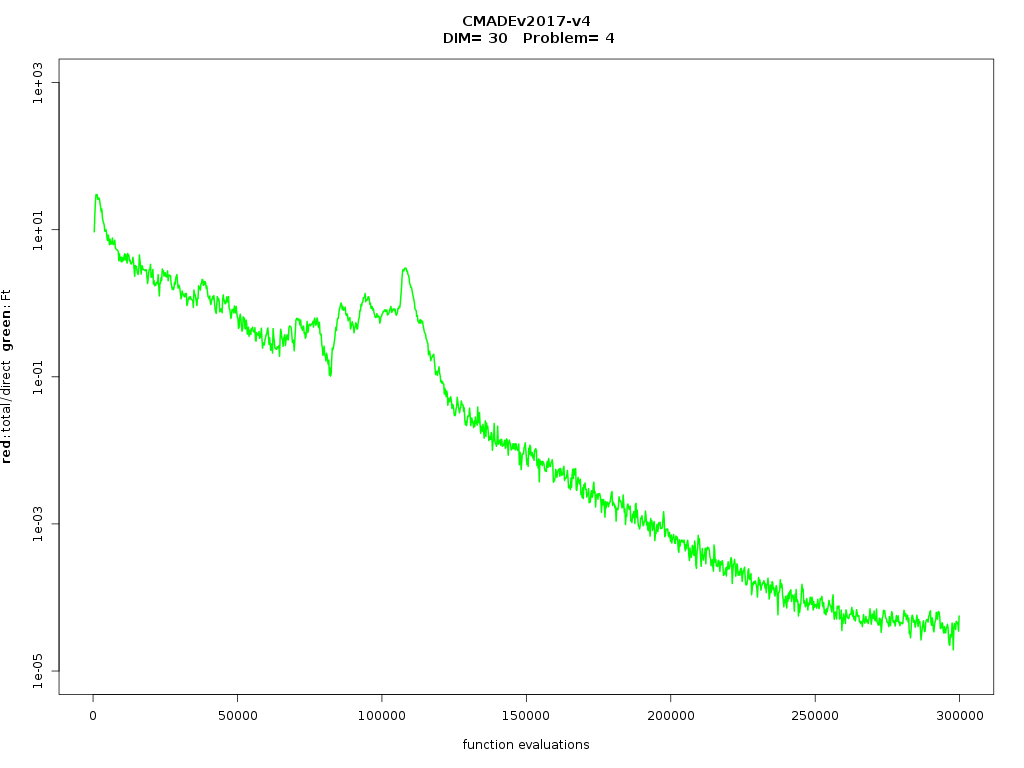 CMADEv2017-v4
DIM= 30 Problem= 4
1e+03
1e+01
1e-01
1e-03
1e-05
red: total/direct green: Ft
0 50000 100000 150000 200000 250000 300000
function evaluations